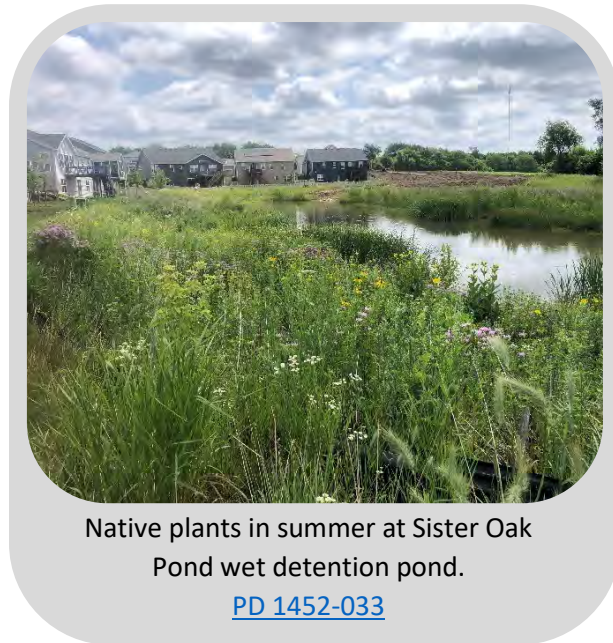 Native plants in summer at Sister Oak
Pond wet detention pond.
PD 1452-033